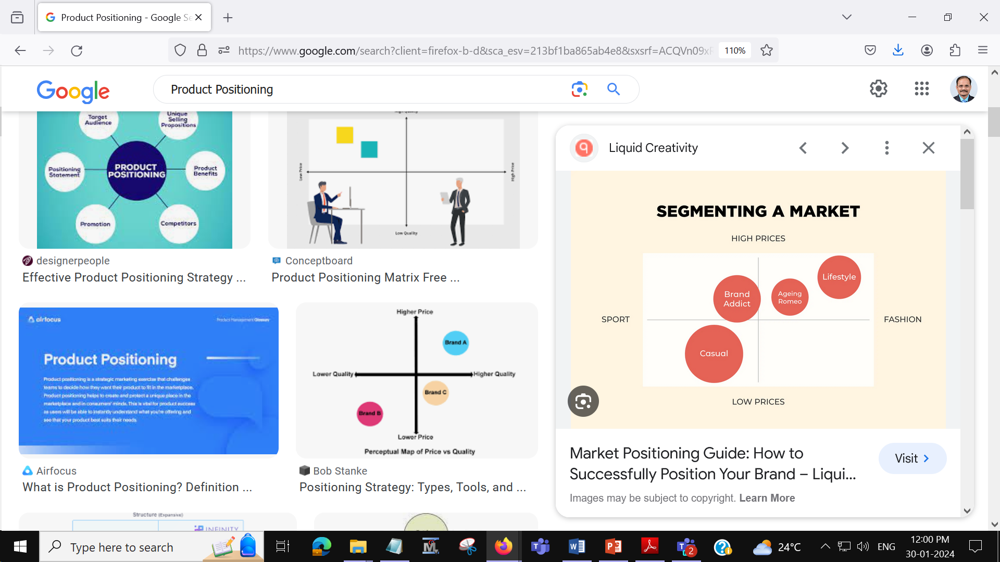 Product Positioning - Google Se
https://www.google.com/search?client=firefox-b-d&sca_esv=213bf1ba865ab4e8&sxsrf=ACQVn09xR
110%
Google
Product Positioning
Target
Audience
Unique
Selling
Propositions
Positioning
Statement
PRODUCT
POSITIONING
Product
Benefits
Promotion
Competitors
designerpeople
Effective Product Positioning Strategy ...
High Quality
Low Price
High Price
Low Quality
Conceptboard
Product Positioning Matrix Free ...
airfocus
Product Management Glossary
Product Positioning
Product positioning is a strategic marketing exercise that challenges
teams to decide how they want their product to fit in the marketplace.
Product positioning helps to create and protect a unique place in the
marketplace and in consumers' minds. This is vital for product success
as users will be able to instantly understand what you're offering and
see that your product best suits their needs.
Airfocus
What is Product Positioning? Definition ...
Higher Price
Brand A
Lower Quality
Higher Quality
Brand C
Brand B
Lower Price
Perceptual Map of Price vs Quality
Bob Stanke
Positioning Strategy: Types, Tools, and ...
Structure (Expansive)
INFINITY
Liquid Creativity
SEGMENTING A MARKET
HIGH PRICES
Lifestyle
Brand
Addict
Ageing
Romeo
SPORT
FASHION
Casual
LOW PRICES
Market Positioning Guide: How to
Successfully Position Your Brand – Liqui...
Visit
Images may be subject to copyright. Learn More
Type here to search
2
24°C
ENG
12:00 PM
30-01-2024